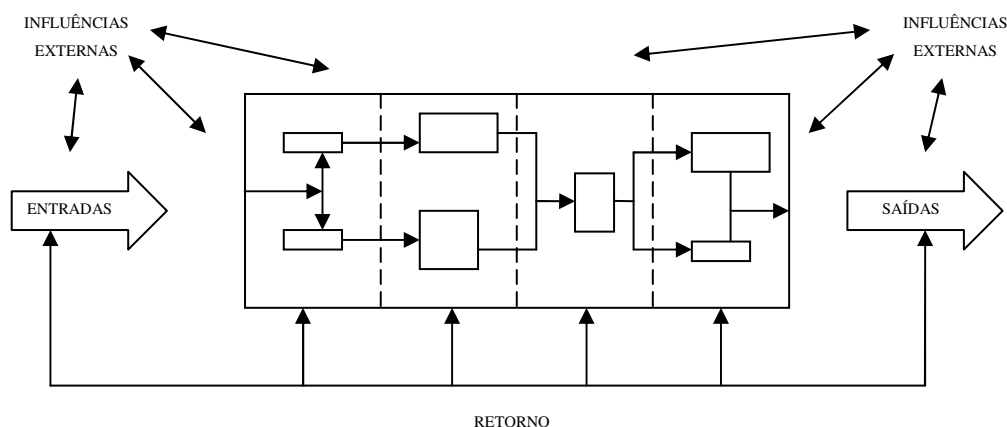 INFLUÊNCIAS
EXTERNAS
INFLUÊNCIAS
EXTERNAS
ENTRADAS
SAÍDAS
RETORNO